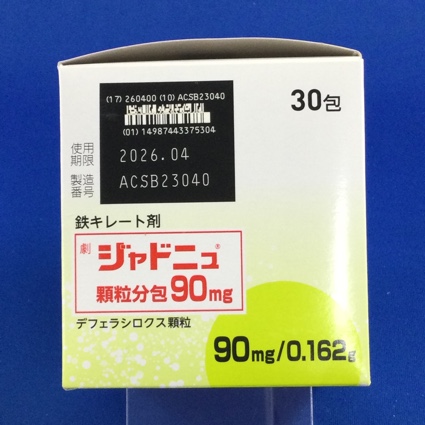 30包
(17) 260400 (10) ACSB23040
(01) 14987443375304
使用
期限
2026.04
製造
番号
ACSB23040
鉄キレート剤
劇
ジャドニュ®
顆粒分包90mg
デフェラシロクス顆粒
90mg/0.162g